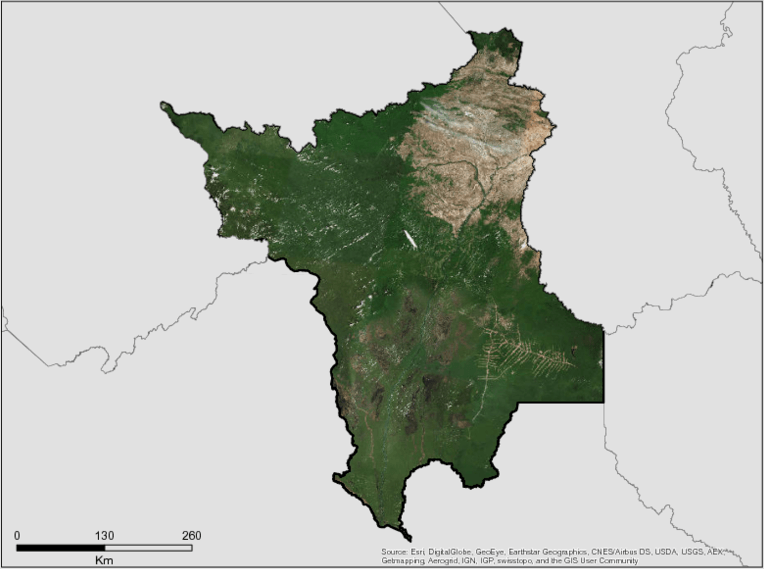 0 130 260
Km
Source: Esri, DigitalGlobe, GeoEye, Earthstar Geographics, CNES/Airbus DS, USDA, USGS, AEX,
Getmapping, Aerogrid, IGN, IGP, swisstopo, and the GIS User Community